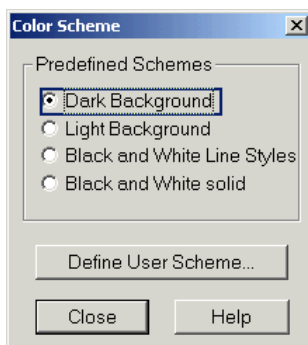 Color Scheme
Predefined Schemes
Dark Background
Light Background
Black and White Line Styles
Black and White solid
Define User Scheme...
Close
Help